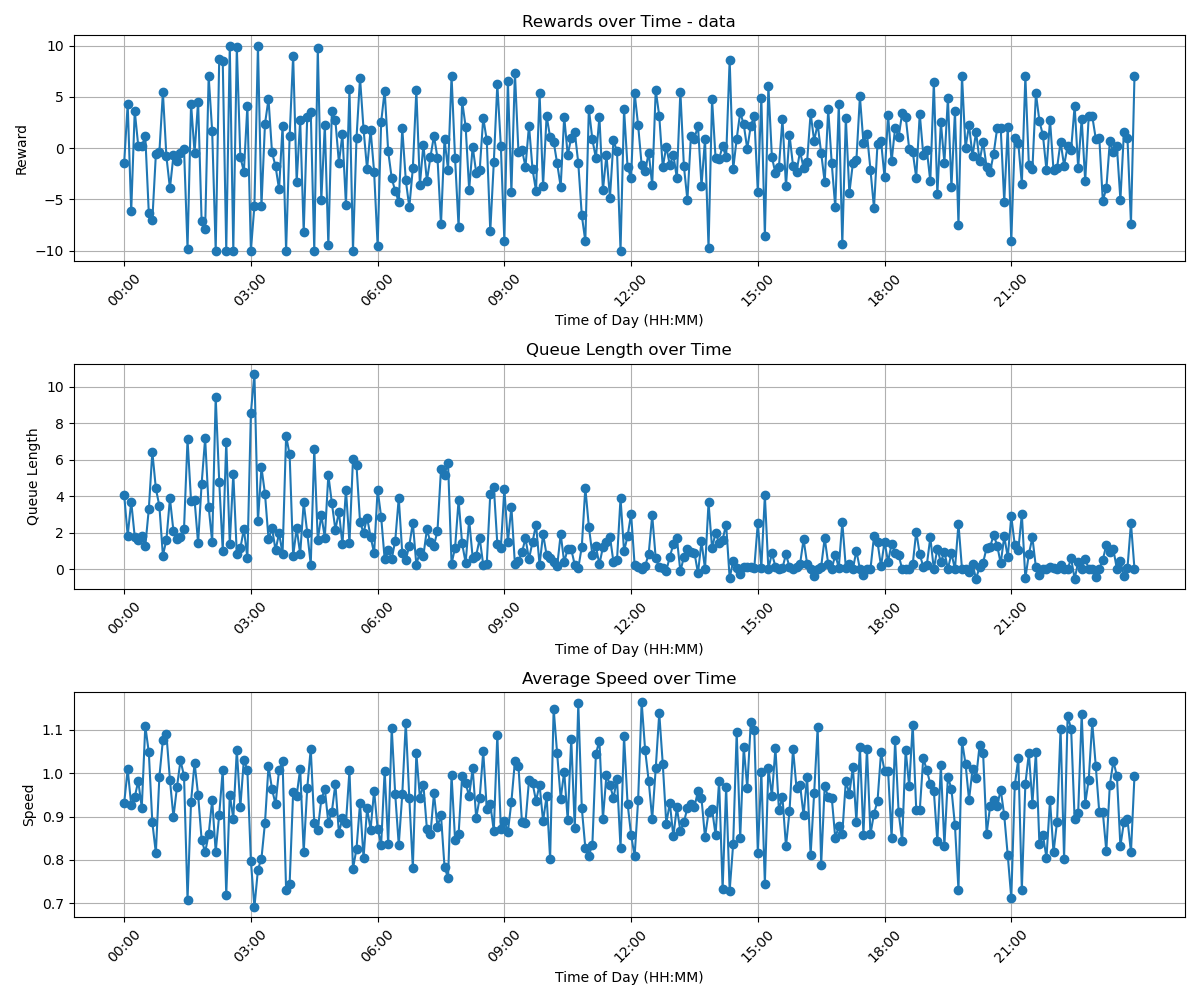 Rewards over Time - data
10
5
0
−5
−10
Reward
00:00 03:00 06:00 09:00 12:00 15:00 18:00 21:00
Time of Day (HH:MM)
Queue Length over Time
10
8
6
4
2
0
Queue Length
00:00 03:00 06:00 09:00 12:00 15:00 18:00 21:00
Time of Day (HH:MM)
Average Speed over Time
1.1
1.0
0.9
0.8
0.7
Speed
00:00 03:00 06:00 09:00 12:00 15:00 18:00 21:00
Time of Day (HH:MM)